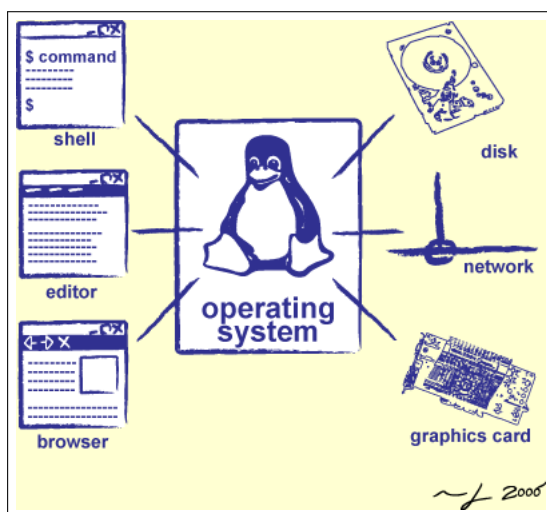 $ command
$
shell
disk
editor
network
operating
system
browser
graphics card
2006